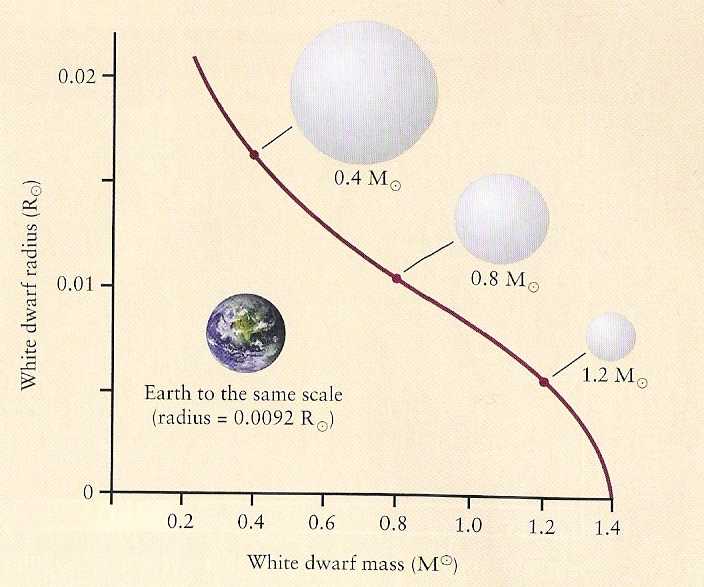 0.02
0.01
0
White dwarf radius (R☉)
0.4 M☉
0.8 M☉
1.2 M☉
Earth to the same scale
(radius = 0.0092 R☉)
0.2 0.4 0.6 0.8 1.0 1.2 1.4
White dwarf mass (M☉)